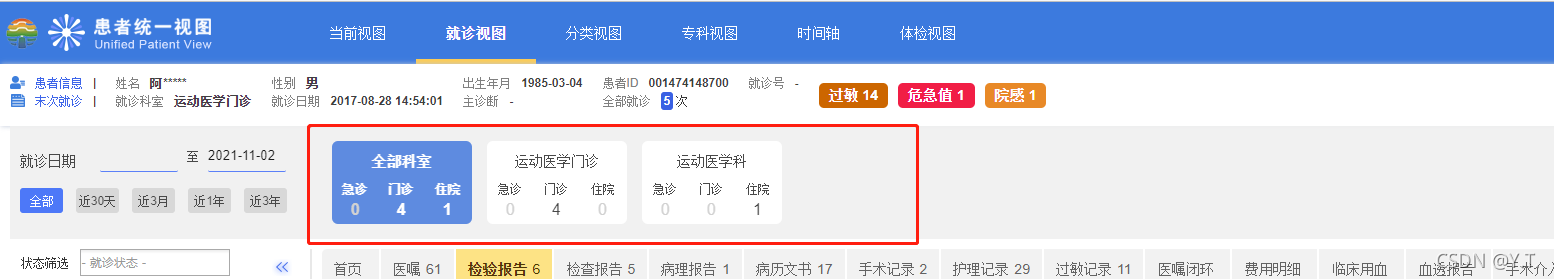 患者统一视图
Unified Patient View
当前视图 就诊视图 分类视图 专科视图 时间轴 体检视图
患者信息 | 姓名 阿***** 性别 男 出生年月 1985-03-04 患者ID 001474148700 就诊号 -
末次就诊 | 就诊科室 运动医学门诊 就诊日期 2017-08-28 14:54:01 主诊断 - 全部就诊 5 次
过敏 14 危急值 1 院感 1
就诊日期 至 2021-11-02
全部 近30天 近3月 近1年 近3年
全部科室
急诊 门诊 住院
0 4 1
运动医学门诊
急诊 门诊 住院
0 4 0
运动医学科
急诊 门诊 住院
0 0 1
状态筛选 - 就诊状态 - «
首页 医嘱 61 检验报告 6 检查报告 5 病理报告 1 病历文书 17 手术记录 2 护理记录 29 过敏记录 11 医嘱闭环 费用明细 临床用血 血透报告 手术介入
CSDN @Y.T